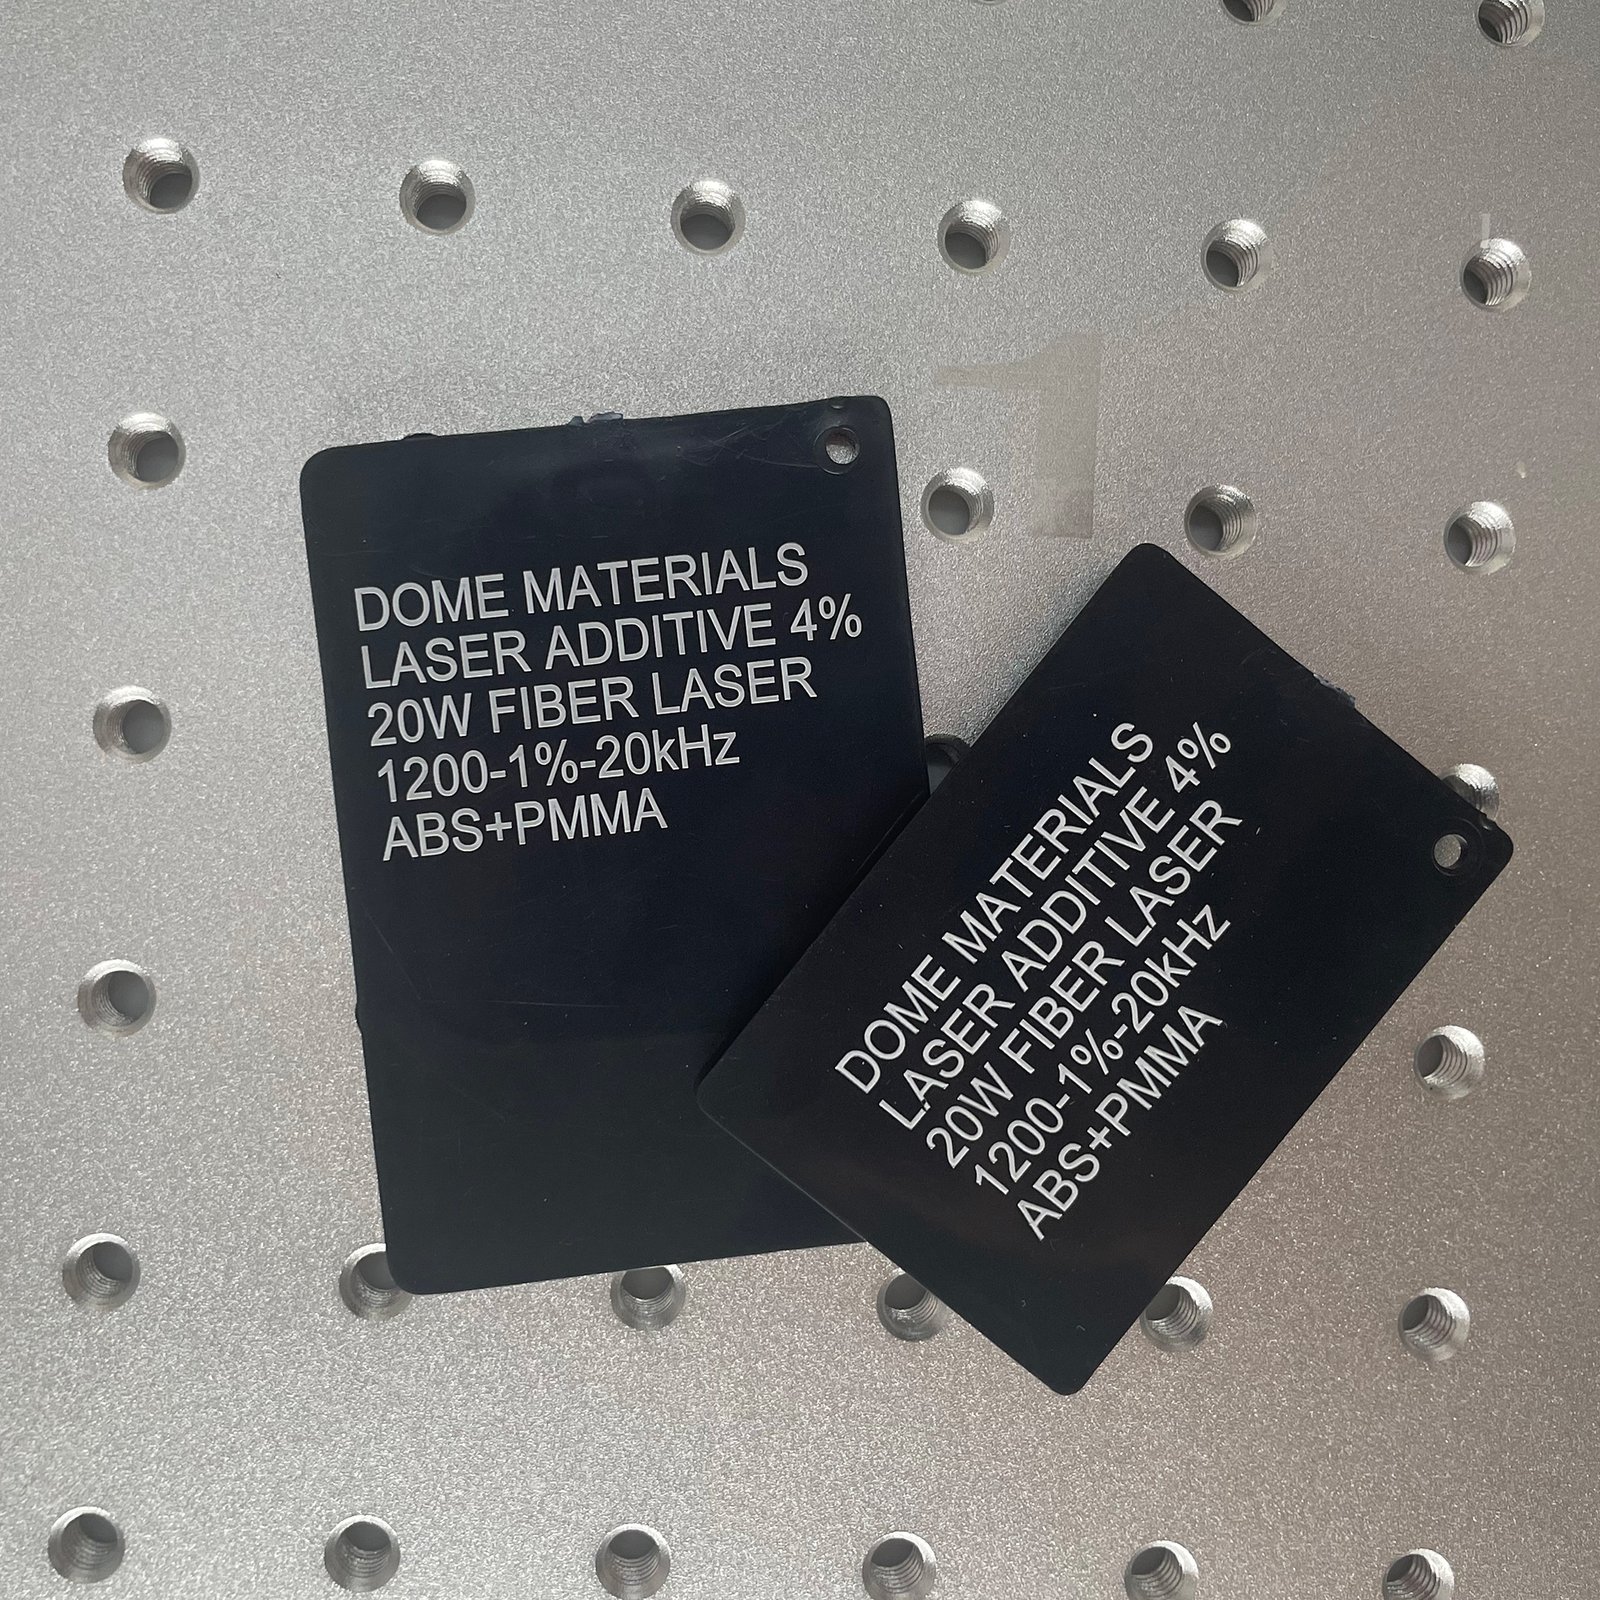 DOME MATERIALS
LASER ADDITIVE 4%
20W FIBER LASER
1200-1%-20kHz
ABS+PMMA
DOME MATERIALS
LASER ADDITIVE 4%
20W FIBER LASER
1200-1%-20kHz
ABS+PMMA
1